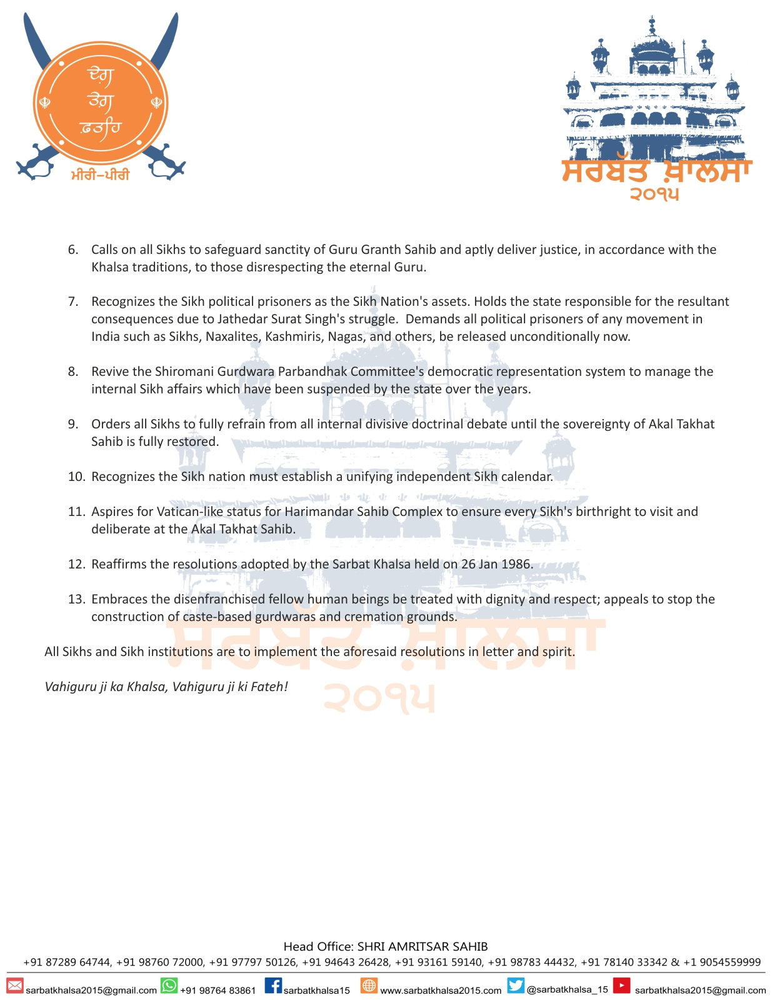 ਦੇਗ਼
ਤੇਗ਼
ਫ਼ਤਹਿ
ਮੀਰੀ-ਪੀਰੀ
ਸਰਬੱਤ ਖ਼ਾਲਸਾ
੨੦੧੫
6. Calls on all Sikhs to safeguard sanctity of Guru Granth Sahib and aptly deliver justice, in accordance with the
Khalsa traditions, to those disrespecting the eternal Guru.
7. Recognizes the Sikh political prisoners as the Sikh Nation's assets. Holds the state responsible for the resultant
consequences due to Jathedar Surat Singh's struggle.  Demands all political prisoners of any movement in
India such as Sikhs, Naxalites, Kashmiris, Nagas, and others, be released unconditionally now.
8. Revive the Shiromani Gurdwara Parbandhak Committee's democratic representation system to manage the
internal Sikh affairs which have been suspended by the state over the years.
9. Orders all Sikhs to fully refrain from all internal divisive doctrinal debate until the sovereignty of Akal Takhat
Sahib is fully restored.
10. Recognizes the Sikh nation must establish a unifying independent Sikh calendar.
11. Aspires for Vatican-like status for Harimandar Sahib Complex to ensure every Sikh's birthright to visit and
deliberate at the Akal Takhat Sahib.
12. Reaffirms the resolutions adopted by the Sarbat Khalsa held on 26 Jan 1986.
13. Embraces the disenfranchised fellow human beings be treated with dignity and respect; appeals to stop the
construction of caste-based gurdwaras and cremation grounds.
ਸਰਬੱਤ ਖ਼ਾਲਸਾ
All Sikhs and Sikh institutions are to implement the aforesaid resolutions in letter and spirit.
Vahiguru ji ka Khalsa, Vahiguru ji ki Fateh!
੨੦੧੫
Head Office: SHRI AMRITSAR SAHIB
+91 87289 64744, +91 98760 72000, +91 97797 50126, +91 94643 26428, +91 93161 59140, +91 98783 44432, +91 78140 33342 & +1 9054559999
sarbatkhalsa2015@gmail.com +91 98764 83861 sarbatkhalsa15 www.sarbatkhalsa2015.com @sarbatkhalsa_15 sarbatkhalsa2015@gmail.com